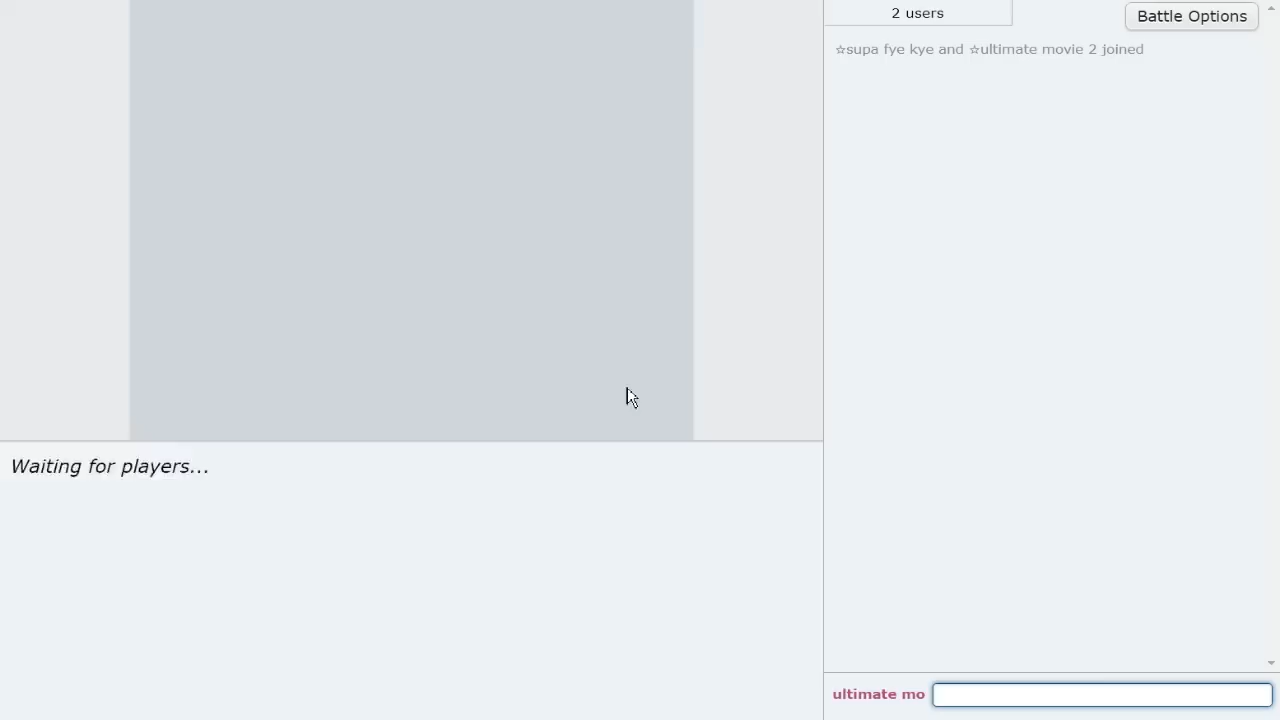 2 users
Battle Options
☆supa fye kye and ☆ultimate movie 2 joined
Waiting for players...
ultimate mo